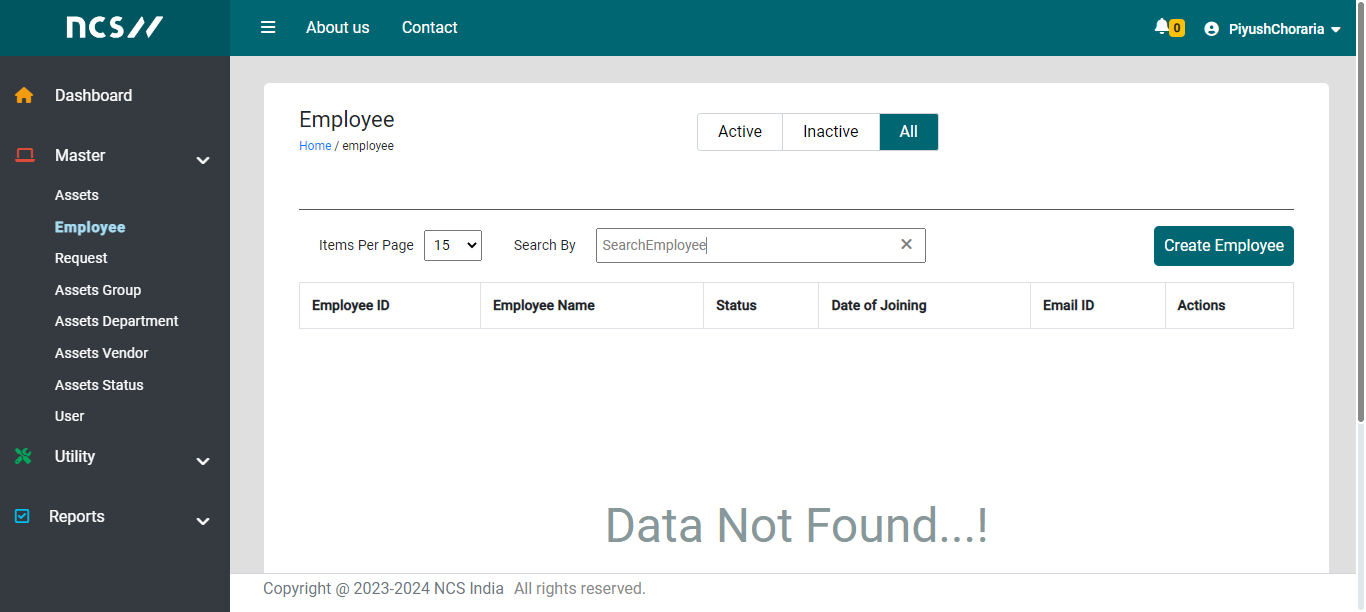 ncs
About us Contact 0 PiyushChoraria
Dashboard
Master
Assets
Employee
Request
Assets Group
Assets Department
Assets Vendor
Assets Status
User
Utility
Reports
Employee
Home / employee
Active Inactive All
Items Per Page 15 Search By SearchEmployee Create Employee
Employee ID Employee Name Status Date of Joining Email ID Actions
Data Not Found...!
Copyright @ 2023-2024 NCS India All rights reserved.